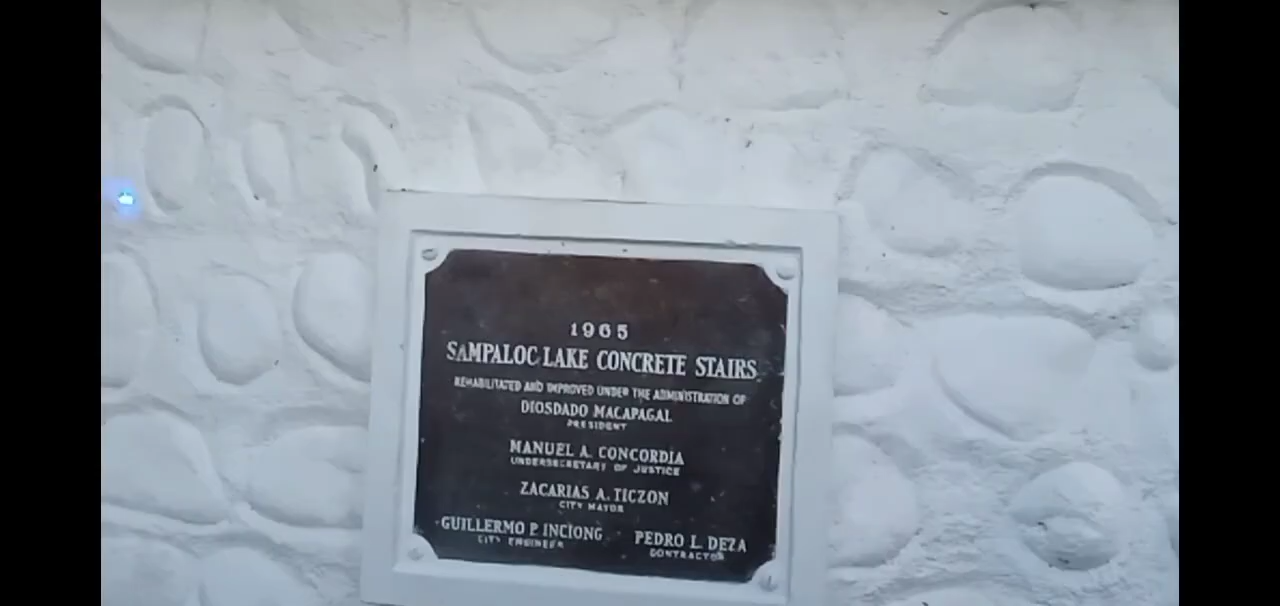 1965
SAMPALOC LAKE CONCRETE STAIRS
REHABILITATED AND IMPROVED UNDER THE ADMINISTRATION OF
DIOSDADO MACAPAGAL
PRESIDENT
MANUEL A. CONCORDIA
UNDERSECRETARY OF JUSTICE
ZACARIAS A. TICZON
CITY MAYOR
GUILLERMO P. INCIONG
CITY ENGINEER
PEDRO L. DEZA
CONTRACTOR